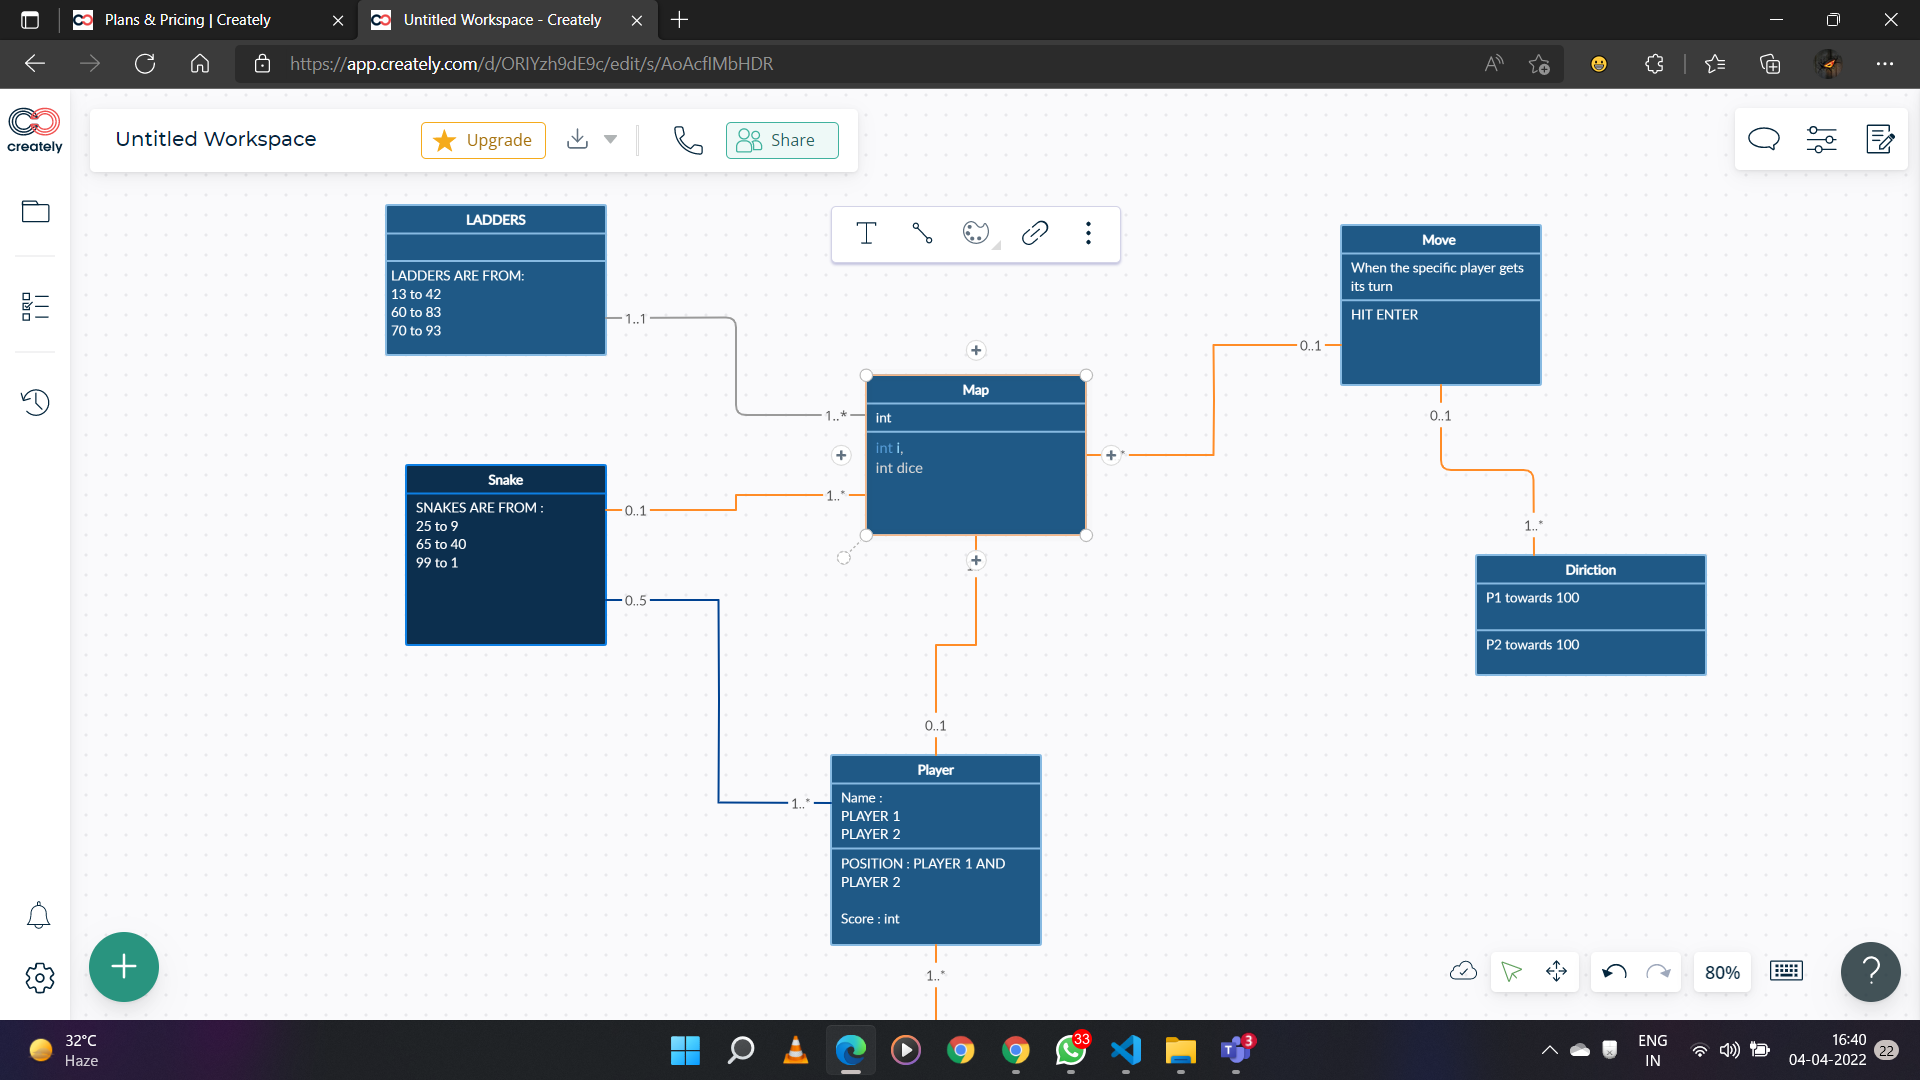 Plans & Pricing | Creately
Untitled Workspace - Creately
https://app.creately.com/d/ORIYzh9dE9c/edit/s/AoAcfIMbHDR
creately
Untitled Workspace
Upgrade
Share
LADDERS
LADDERS ARE FROM:
13 to 42
60 to 83
70 to 93
1..1
1..*
Snake
SNAKES ARE FROM :
25 to 9
65 to 40
99 to 1
0..1
1..*
0..5
1..*
Map
int
int i,
int dice
*
0..1
Move
When the specific player gets
its turn
HIT ENTER
0..1
1..*
Diriction
P1 towards 100
P2 towards 100
0..1
Player
Name :
PLAYER 1
PLAYER 2
POSITION : PLAYER 1 AND
PLAYER 2
Score : int
1..*
80%
?
32°C
Haze
33
3
ENG
IN
16:40
04-04-2022
22